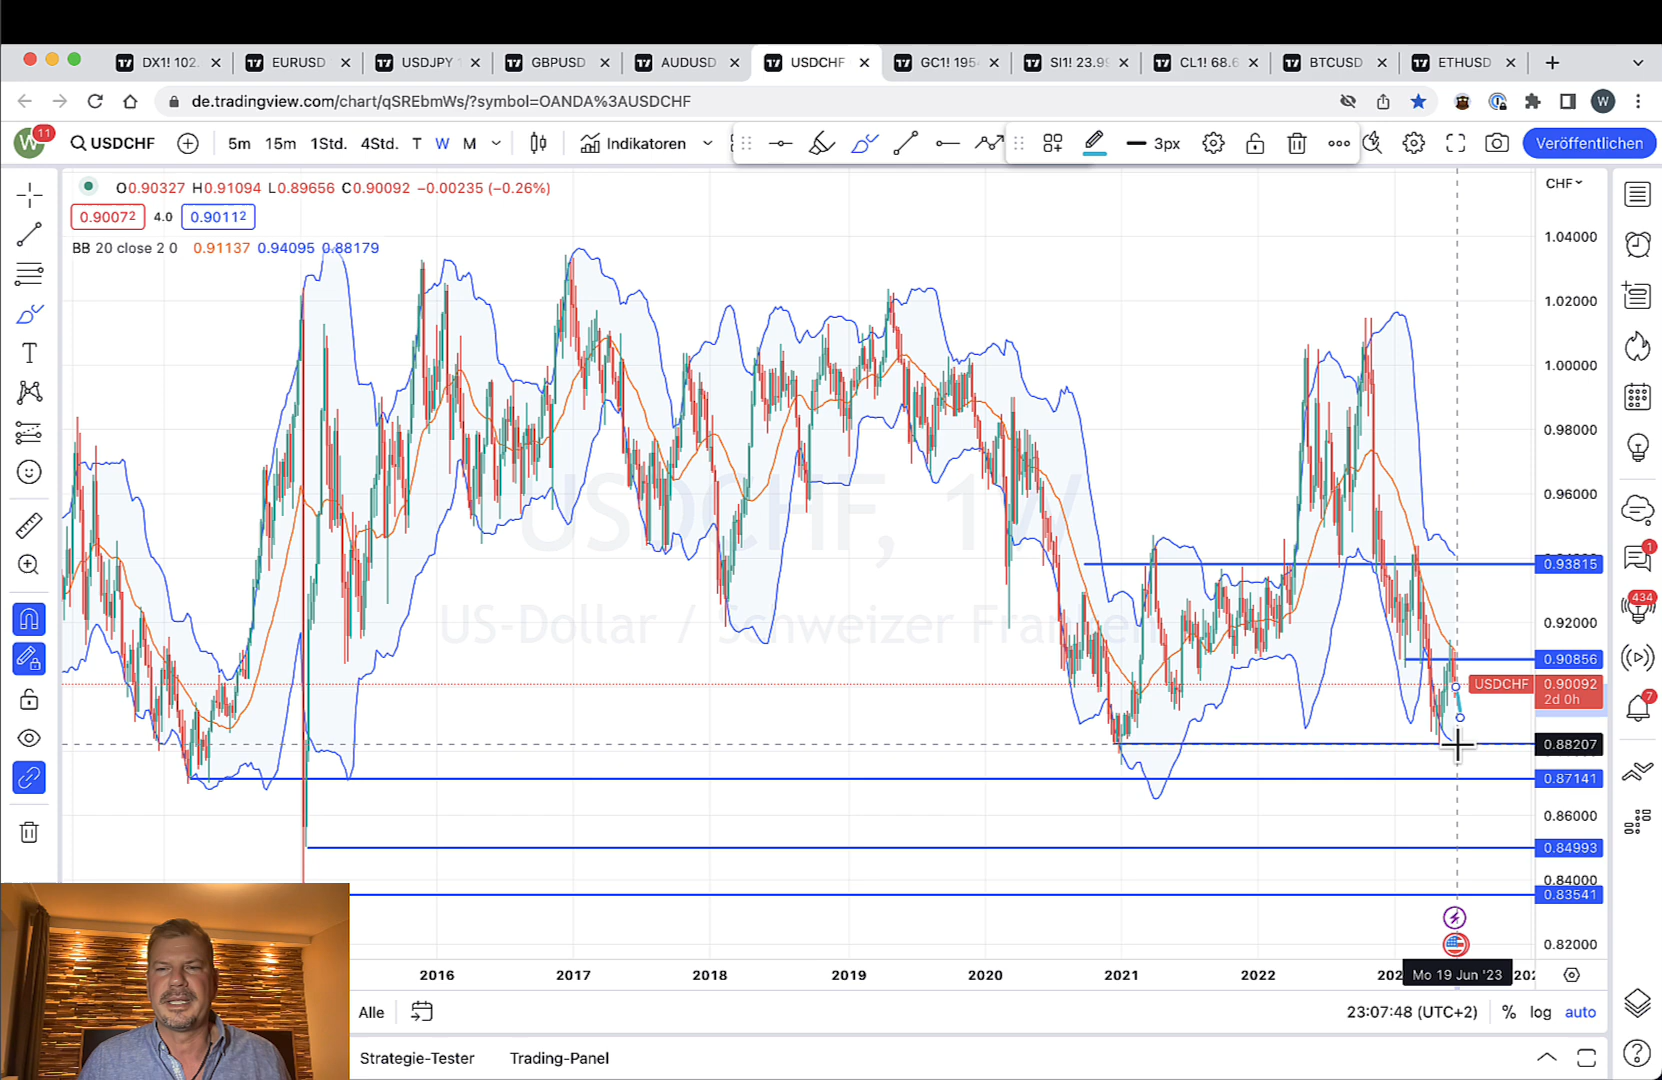 DX1! 102. EURUSD USDJPY 1 GBPUSD AUDUSD USDCHF GC1! 195 SI1! 23.9 CL1! 68.6 BTCUSD ETHUSD
de.tradingview.com/chart/qSREbmWs/?symbol=OANDA%3AUSDCHF W
W 11 USDCHF 5m 15m 1Std. 4Std. T W M Indikatoren 3px Veröffentlichen
O0.90327 H0.91094 L0.89656 C0.90092 −0.00235 (−0.26%) CHF
0.90072 4.0 0.90112
BB 20 close 2 0 0.91137 0.94095 0.88179
1.04000
1.02000
1.00000
0.98000
0.96000
USDCHF, 1W
0.93815
US-Dollar / Schweizer Franken
0.92000
0.90856
USDCHF 0.90092
2d 0h
0.88207
0.87141
0.86000
0.84993
0.84000
0.83541
0.82000
1
434
7
2016 2017 2018 2019 2020 2021 2022 Mo 19 Jun '23
Alle 23:07:48 (UTC+2) % log auto
Strategie-Tester Trading-Panel